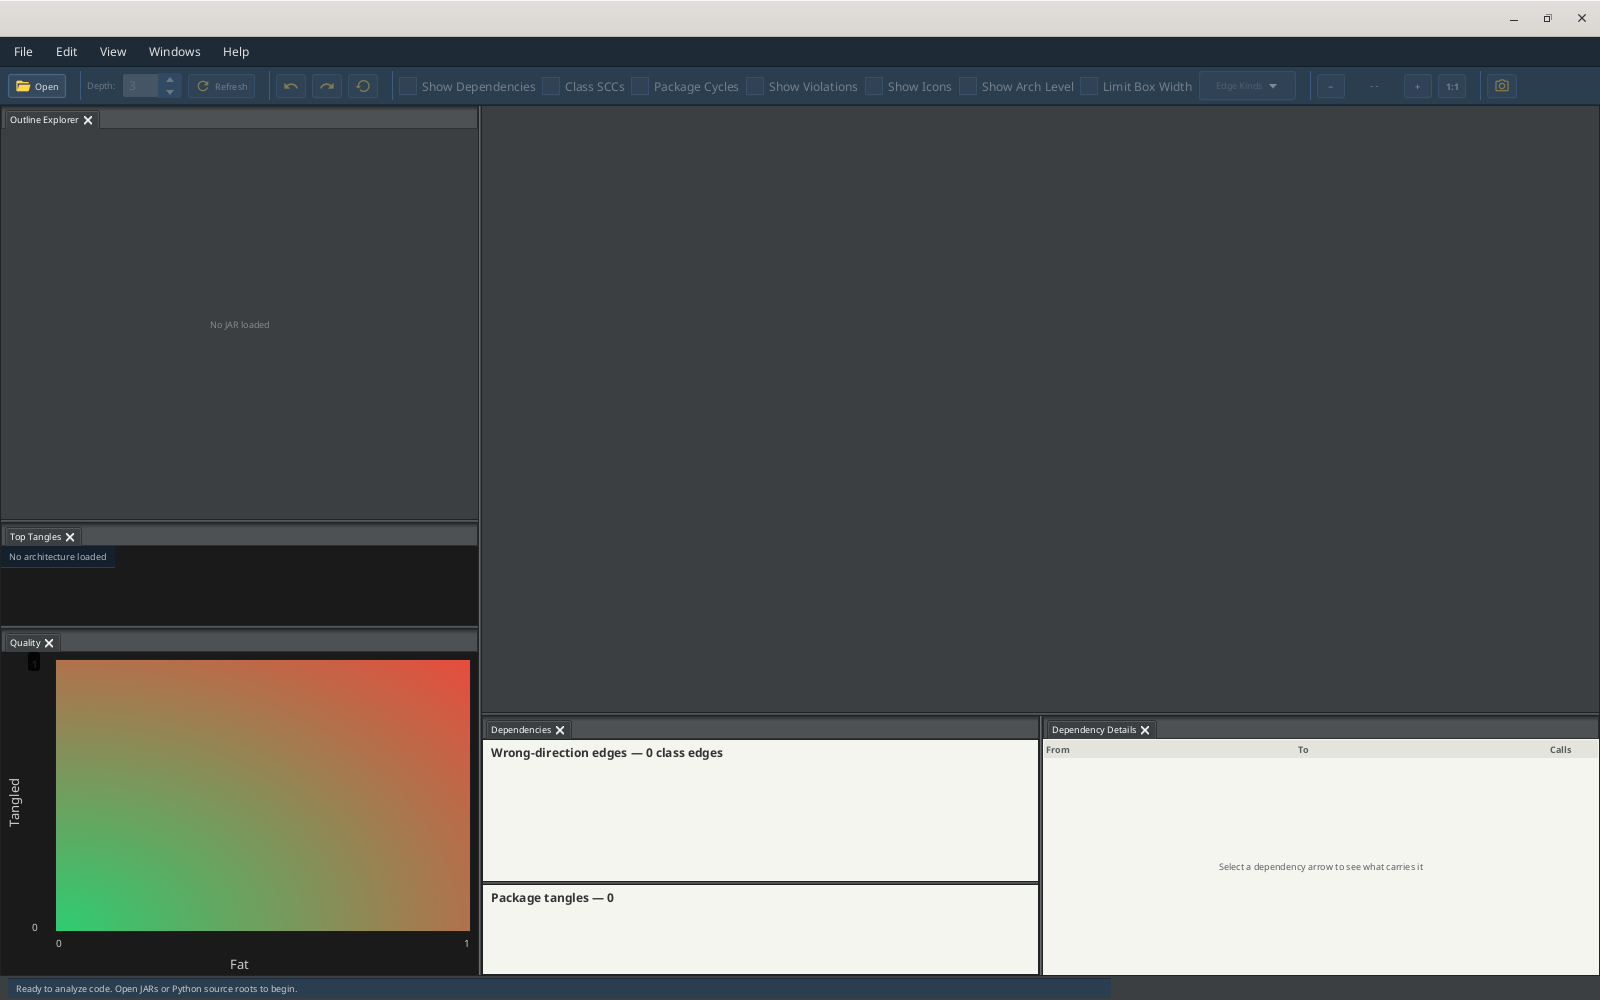 File Edit View Windows Help
Open Depth: 3 Refresh Show Dependencies Class SCCs Package Cycles Show Violations Show Icons Show Arch Level Limit Box Width Edge Kinds − -- + 1:1
Outline Explorer
No JAR loaded
Top Tangles
No architecture loaded
Quality
1
Tangled
0
0 1
Fat
Dependencies
Wrong-direction edges — 0 class edges
Package tangles — 0
Dependency Details
From To Calls
Select a dependency arrow to see what carries it
Ready to analyze code. Open JARs or Python source roots to begin.